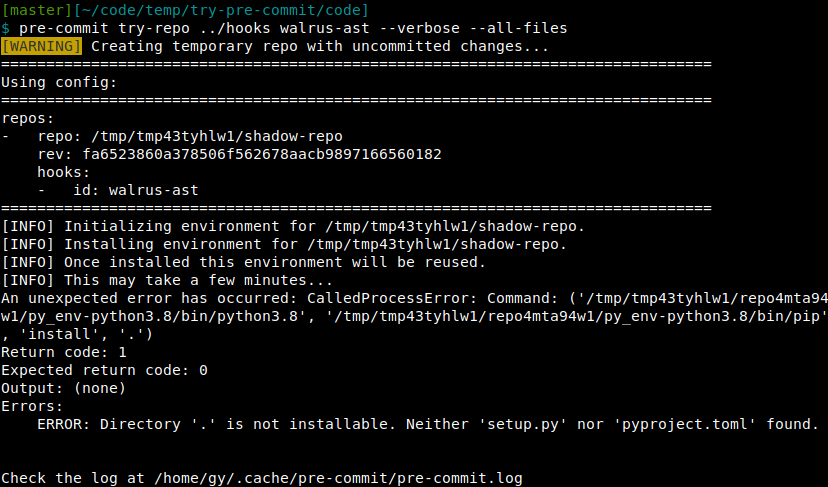 [master][~/code/temp/try-pre-commit/code]
$ pre-commit try-repo ../hooks walrus-ast --verbose --all-files
[WARNING] Creating temporary repo with uncommitted changes...
===============================================================================
Using config:
===============================================================================
repos:
-   repo: /tmp/tmp43tyhlw1/shadow-repo
    rev: fa6523860a378506f562678aacb9897166560182
    hooks:
    -   id: walrus-ast
===============================================================================
[INFO] Initializing environment for /tmp/tmp43tyhlw1/shadow-repo.
[INFO] Installing environment for /tmp/tmp43tyhlw1/shadow-repo.
[INFO] Once installed this environment will be reused.
[INFO] This may take a few minutes...
An unexpected error has occurred: CalledProcessError: Command: ('/tmp/tmp43tyhlw1/repo4mta94
w1/py_env-python3.8/bin/python3.8', '/tmp/tmp43tyhlw1/repo4mta94w1/py_env-python3.8/bin/pip'
, 'install', '.')
Return code: 1
Expected return code: 0
Output: (none)
Errors:
    ERROR: Directory '.' is not installable. Neither 'setup.py' nor 'pyproject.toml' found.
Check the log at /home/gy/.cache/pre-commit/pre-commit.log